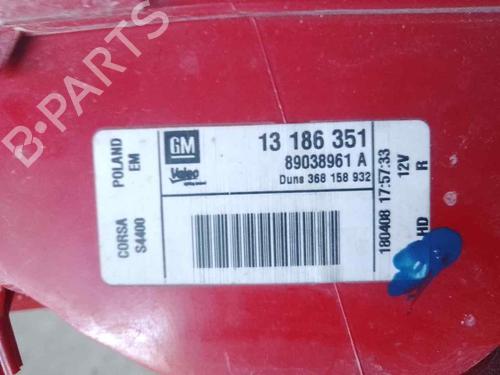 GM
13 186 351
89038961 A
Valeo
Duns 368 158 932
CORSA POLAND
S4400 EM
180408 17:57:33
12V
HD R
B-PARTS